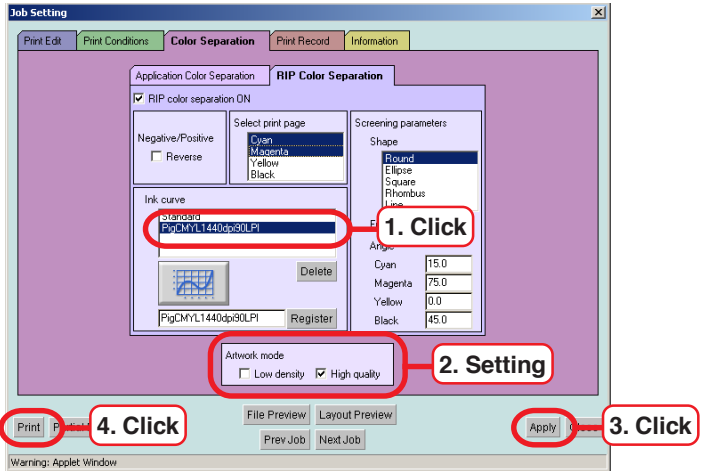 Job Setting
Print Edit Print Conditions Color Separation Print Record Information
Application Color Separation RIP Color Separation
RIP color separation ON
Negative/Positive
Reverse
Select print page
Cyan
Magenta
Yellow
Black
Screening parameters
Shape
Round
Ellipse
Square
Rhombus
Line
Ink curve
Standard
PigCMYL1440dpi90LPI
1. Click
Angle
Cyan 15.0
Magenta 75.0
Yellow 0.0
Black 45.0
Delete
PigCMYL1440dpi90LPI Register
Artwork mode
Low density High quality
2. Setting
File Preview Layout Preview
Print 4. Click
Apply Close 3. Click
Prev Job Next Job
Warning: Applet Window